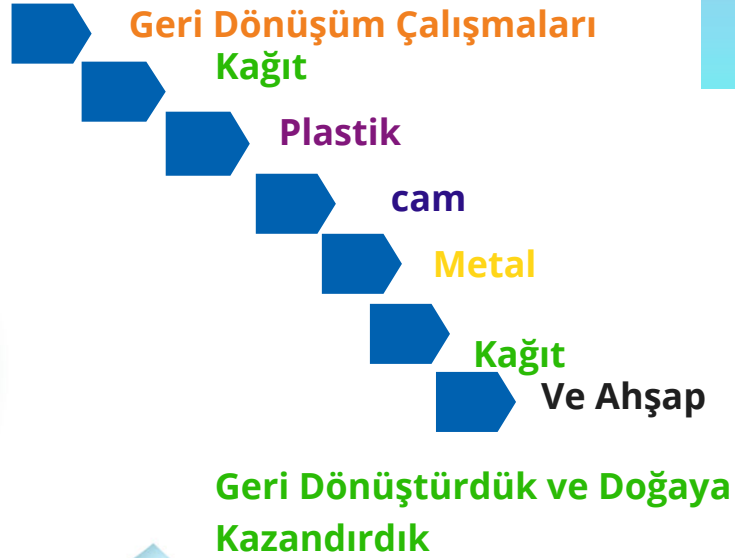 Geri Dönüşüm Çalışmaları
Kağıt
Plastik
cam
Metal
Kağıt
Ve Ahşap
Geri Dönüştürdük ve Doğaya
Kazandırdık